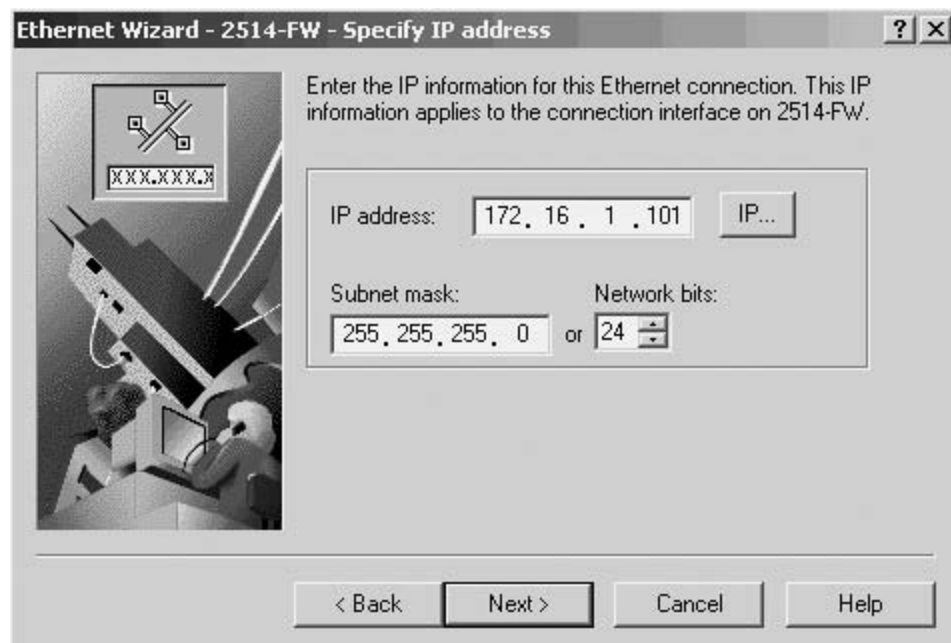 Ethernet Wizard - 2514-FW - Specify IP address
? X
Enter the IP information for this Ethernet connection. This IP
information applies to the connection interface on 2514-FW.
XXX.XXX.X
IP address: 172. 16 . 1 .101 IP...
Subnet mask: Network bits:
255.255.255. 0 or 24
< Back Next > Cancel Help